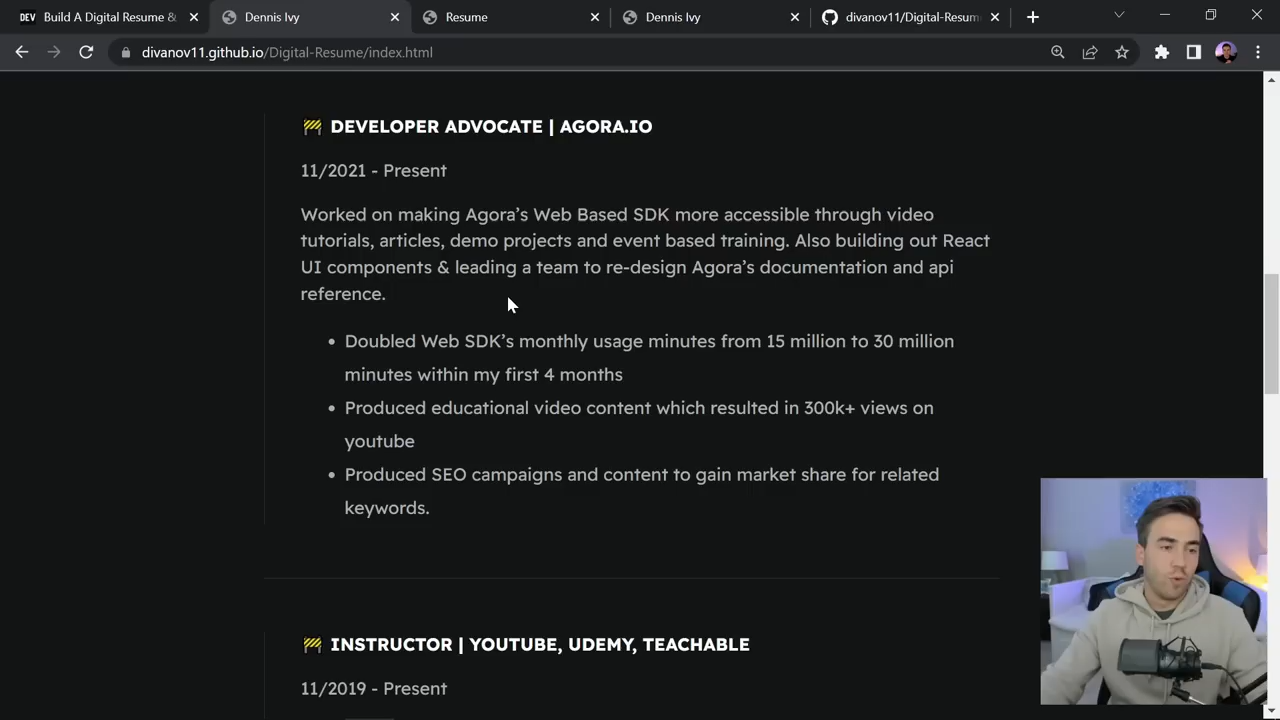 DEV Build A Digital Resume &
Dennis Ivy
Resume
Dennis Ivy
divanov11/Digital-Resum
divanov11.github.io/Digital-Resume/index.html
DEVELOPER ADVOCATE | AGORA.IO
11/2021 - Present
Worked on making Agora’s Web Based SDK more accessible through video
tutorials, articles, demo projects and event based training. Also building out React
UI components & leading a team to re-design Agora’s documentation and api
reference.
• Doubled Web SDK’s monthly usage minutes from 15 million to 30 million
minutes within my first 4 months
• Produced educational video content which resulted in 300k+ views on
youtube
• Produced SEO campaigns and content to gain market share for related
keywords.
INSTRUCTOR | YOUTUBE, UDEMY, TEACHABLE
11/2019 - Present